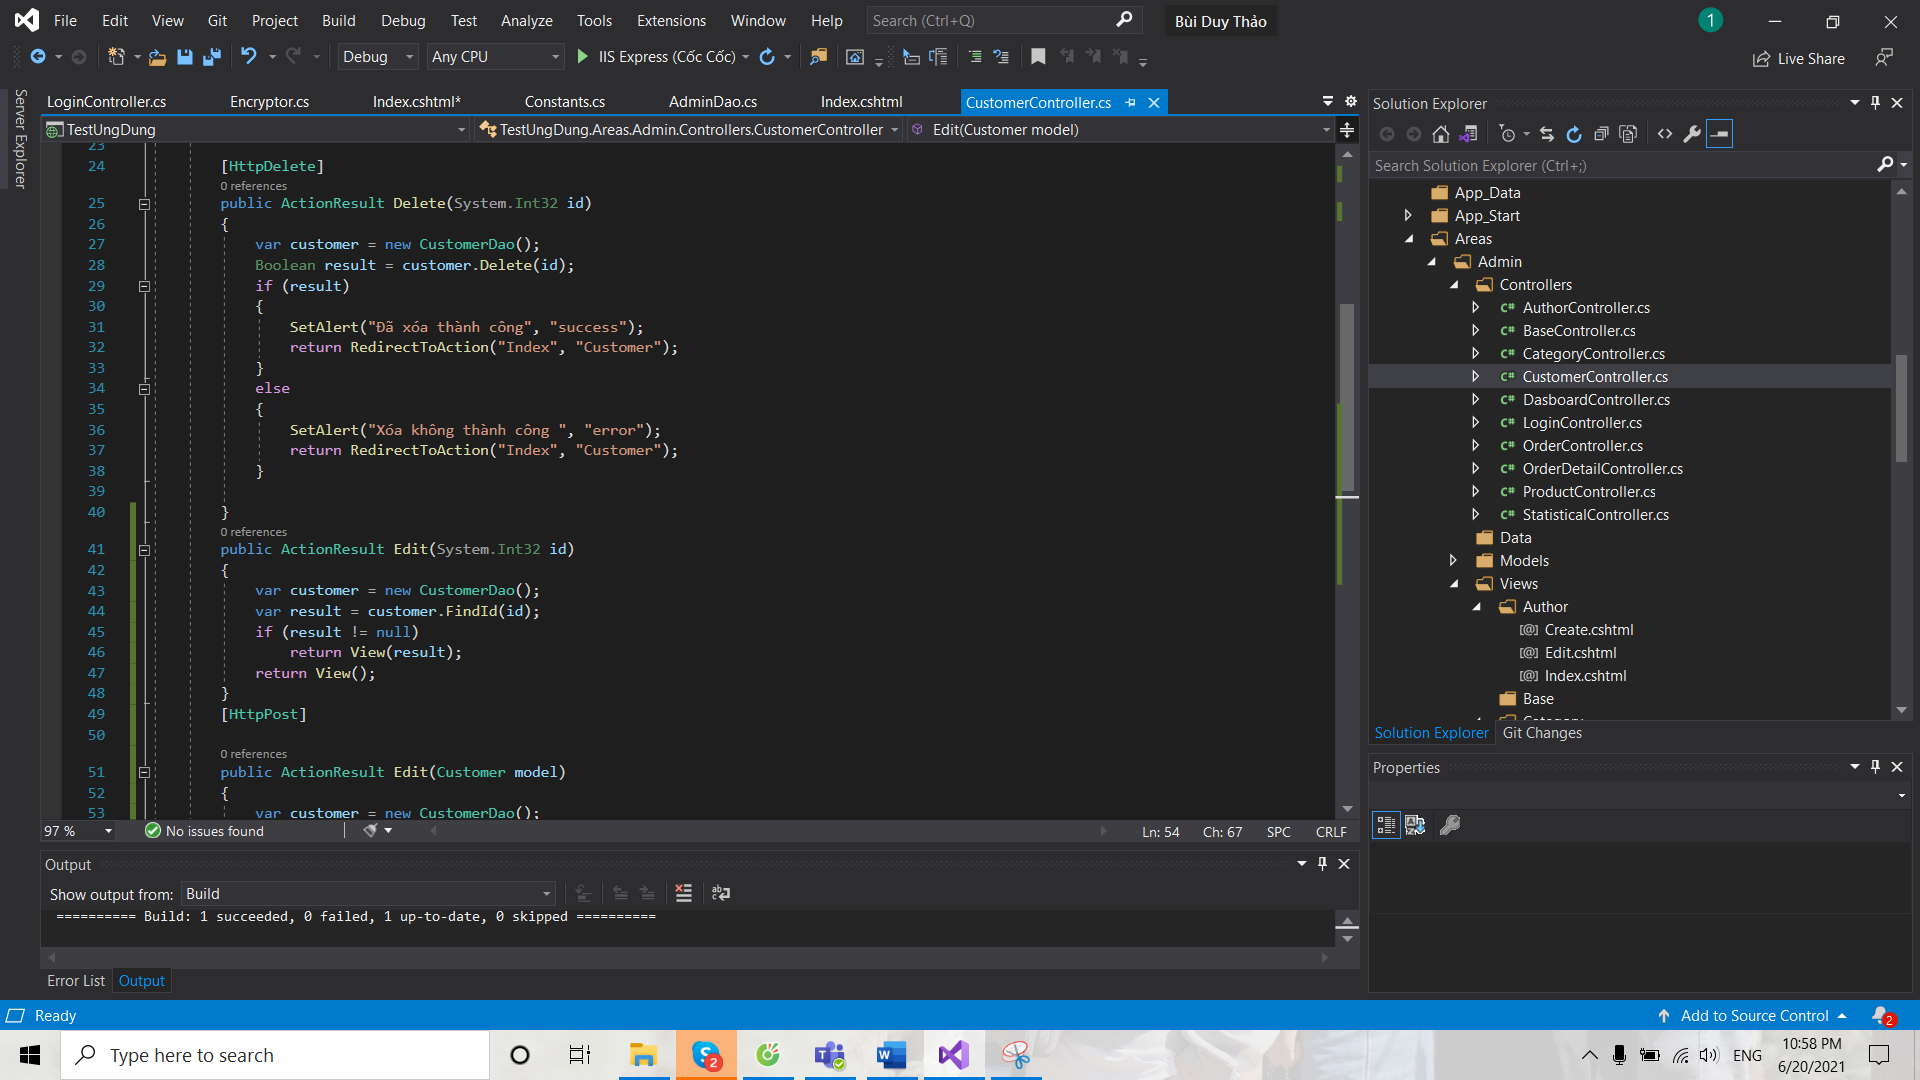 File Edit View Git Project Build Debug Test Analyze Tools Extensions Window Help Search (Ctrl+Q) Bùi Duy Thảo 1
Debug Any CPU IIS Express (Cốc Cốc) Live Share
Server Explorer
LoginController.cs Encryptor.cs Index.cshtml* Constants.cs AdminDao.cs Index.cshtml CustomerController.cs
TestUngDung TestUngDung.Areas.Admin.Controllers.CustomerController Edit(Customer model)
23
24 [HttpDelete]
0 references
25 public ActionResult Delete(System.Int32 id)
26 {
27 var customer = new CustomerDao();
28 Boolean result = customer.Delete(id);
29 if (result)
30 {
31 SetAlert("Đã xóa thành công", "success");
32 return RedirectToAction("Index", "Customer");
33 }
34 else
35 {
36 SetAlert("Xóa không thành công ", "error");
37 return RedirectToAction("Index", "Customer");
38 }
39
40 }
0 references
41 public ActionResult Edit(System.Int32 id)
42 {
43 var customer = new CustomerDao();
44 var result = customer.FindId(id);
45 if (result != null)
46 return View(result);
47 return View();
48 }
49 [HttpPost]
50
0 references
51 public ActionResult Edit(Customer model)
52 {
53 var customer = new CustomerDao();
97 % No issues found Ln: 54 Ch: 67 SPC CRLF
Output
Show output from: Build
========== Build: 1 succeeded, 0 failed, 1 up-to-date, 0 skipped ==========
Error List Output
Solution Explorer
Search Solution Explorer (Ctrl+;)
App_Data
App_Start
Areas
Admin
Controllers
C# AuthorController.cs
C# BaseController.cs
C# CategoryController.cs
C# CustomerController.cs
C# DasboardController.cs
C# LoginController.cs
C# OrderController.cs
C# OrderDetailController.cs
C# ProductController.cs
C# StatisticalController.cs
Data
Models
Views
Author
[@] Create.cshtml
[@] Edit.cshtml
[@] Index.cshtml
Base
Category
Solution Explorer Git Changes
Properties
Ready Add to Source Control 2
Type here to search 2 ENG 10:58 PM
6/20/2021